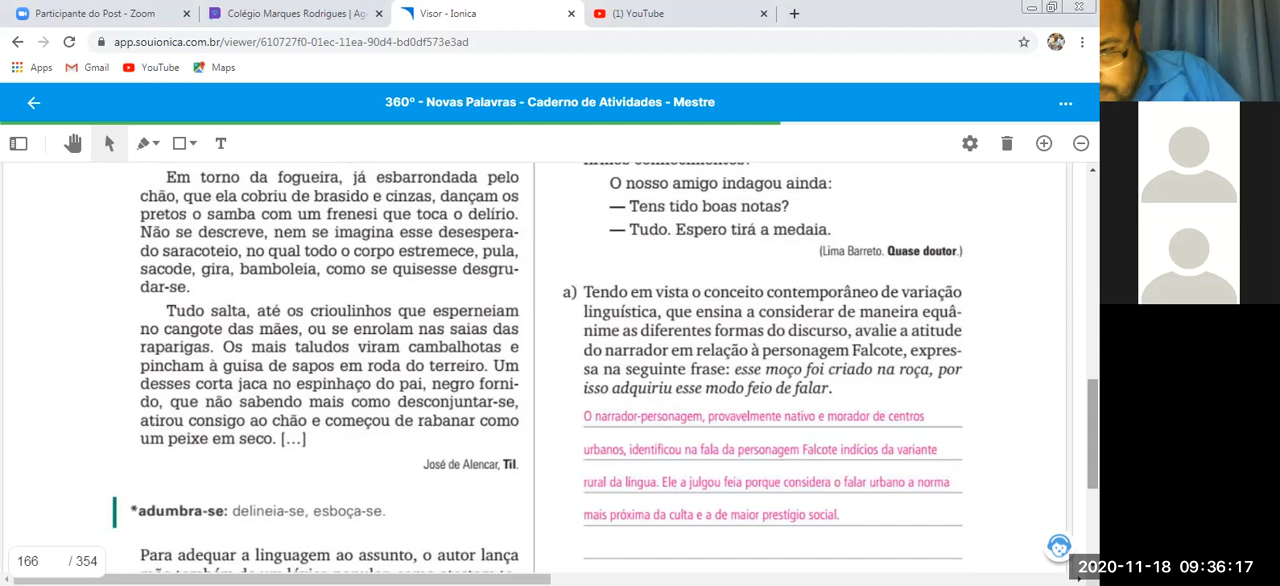 Participante do Post - Zoom
Colégio Marques Rodrigues | Ag
Visor - Ionica
(1) YouTube
app.souionica.com.br/viewer/610727f0-01ec-11ea-90d4-bd0df573e3ad
Apps
Gmail
YouTube
Maps
360º - Novas Palavras - Caderno de Atividades - Mestre
Em torno da fogueira, já esbarrondada pelo
chão, que ela cobriu de brasido e cinzas, dançam os
pretos o samba com um frenesi que toca o delírio.
Não se descreve, nem se imagina esse desespera-
do saracoteio, no qual todo o corpo estremece, pula,
sacode, gira, bamboleia, como se quisesse desgru-
dar-se.
Tudo salta, até os crioulinhos que esperneiam
no cangote das mães, ou se enrolam nas saias das
raparigas. Os mais taludos viram cambalhotas e
pincham à guisa de sapos em roda do terreiro. Um
desses corta jaca no espinhaço do pai, negro forni-
do, que não sabendo mais como desconjuntar-se,
atirou consigo ao chão e começou de rabanar como
um peixe em seco. [...]
José de Alencar, Til.
*adumbra-se: delineia-se, esboça-se.
Para adequar a linguagem ao assunto, o autor lança
O nosso amigo indagou ainda:
— Tens tido boas notas?
— Tudo. Espero tirá a medaia.
(Lima Barreto. Quase doutor.)
a) Tendo em vista o conceito contemporâneo de variação
linguística, que ensina a considerar de maneira equâ-
nime as diferentes formas do discurso, avalie a atitude
do narrador em relação à personagem Falcote, expres-
sa na seguinte frase: esse moço foi criado na roça, por
isso adquiriu esse modo feio de falar.
O narrador-personagem, provavelmente nativo e morador de centros
urbanos, identificou na fala da personagem Falcote indícios da variante
rural da língua. Ele a julgou feia porque considera o falar urbano a norma
mais próxima da culta e a de maior prestígio social.
166 / 354
2020-11-18 09:36:17